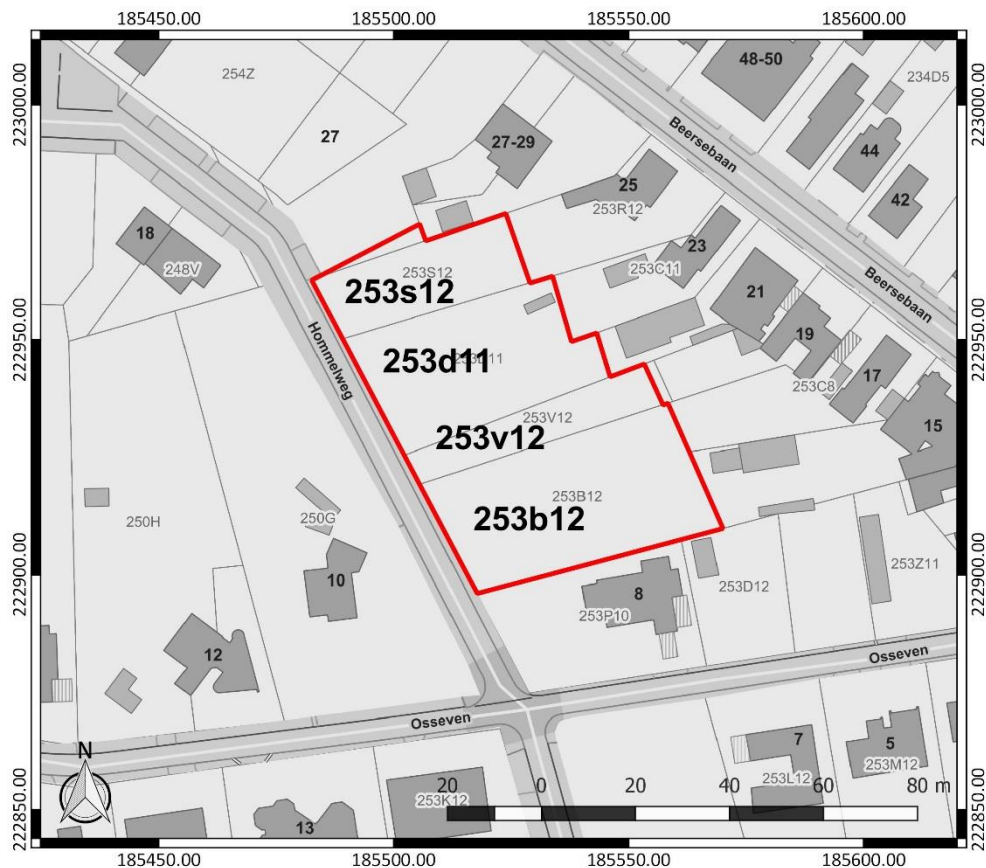 185450.00 185500.00 185550.00 185600.00
223000.00
223000.00
222950.00
222950.00
222900.00
222900.00
222850.00
222850.00
254Z
27
27-29
48-50
234D5
44
42
Beersebaan
Beersebaan
25
253R12
18
248V
23
253C11
21
19
253C8
17
15
253S12
253s12
253d11
Hommelweg
253V12
253v12
253B12
253b12
250H
250G
10
12
8
253P10
253D12
253Z11
Osseven
Osseven
7
253L12
5
253M12
253K12
13
N
20 0 20 40 60 80 m
185450.00 185500.00 185550.00 185600.00